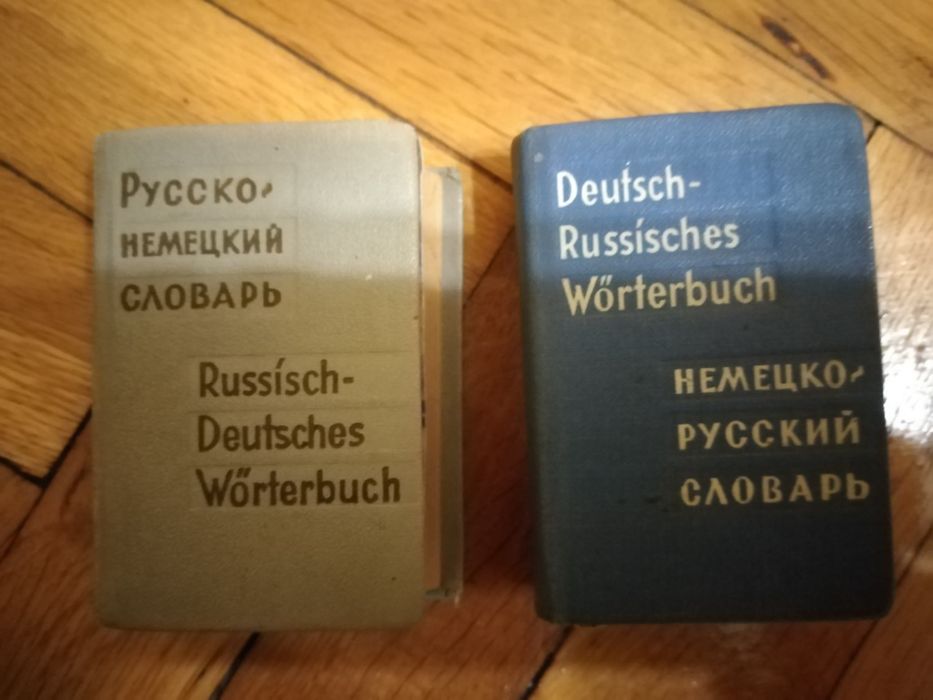 Русско-
немецкий
словарь
Russisch-
Deutsches
Wörterbuch
Deutsch-
Russisches
Wörterbuch
Немецко-
русский
словарь